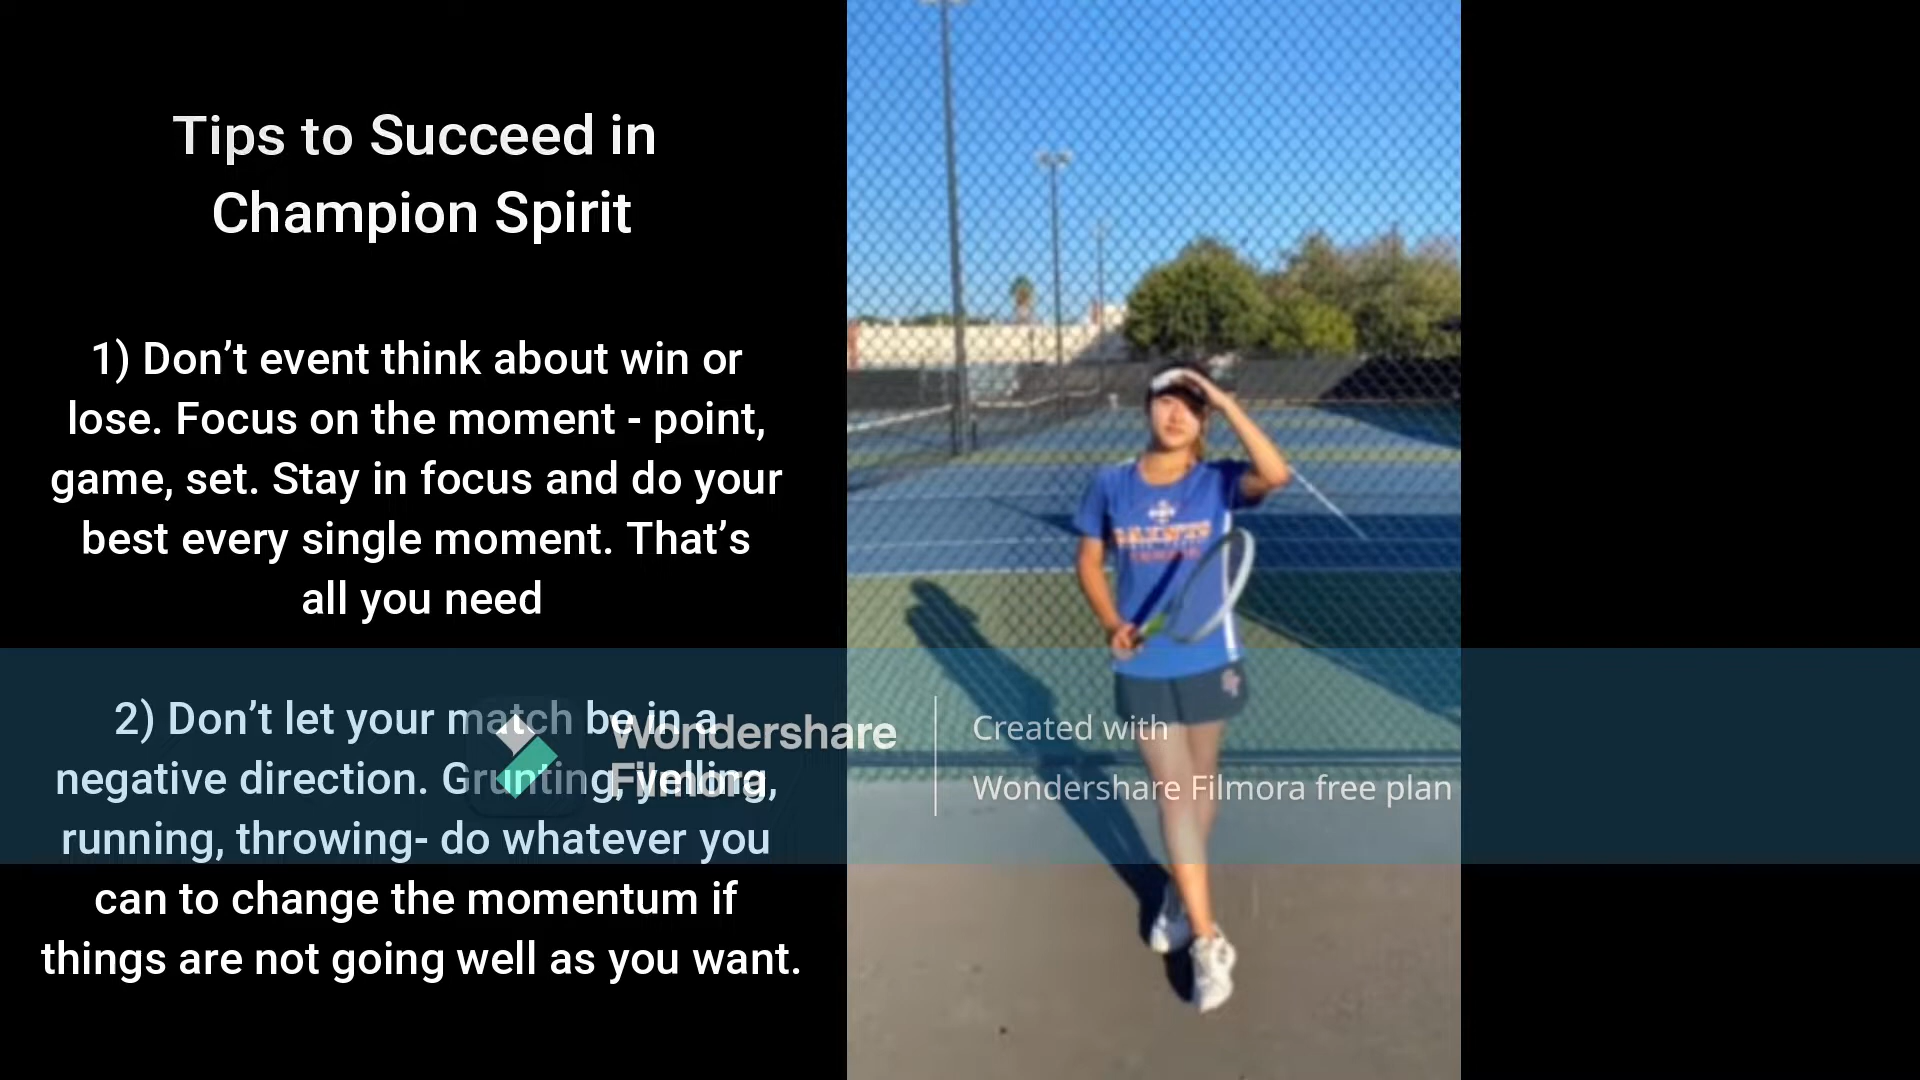 Tips to Succeed in
Champion Spirit
1) Don’t event think about win or
lose. Focus on the moment - point,
game, set. Stay in focus and do your
best every single moment. That’s
all you need
2) Don’t let your match be in a
negative direction. Grunting, yelling,
running, throwing- do whatever you
can to change the momentum if
things are not going well as you want.
Wondershare
Filmora
Created with
Wondershare Filmora free plan